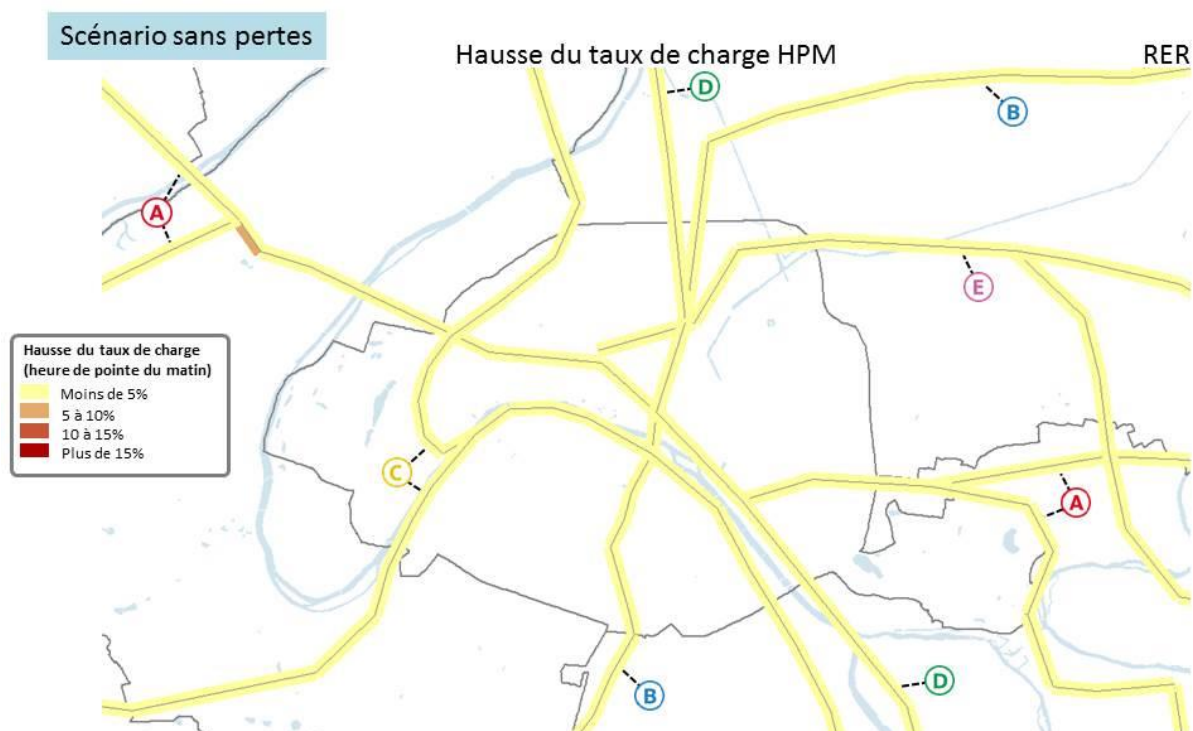 Scénario sans pertes
Hausse du taux de charge HPM
RER
D
B
A
E
Hausse du taux de charge
(heure de pointe du matin)
Moins de 5%
5 à 10%
10 à 15%
Plus de 15%
C
A
B
D